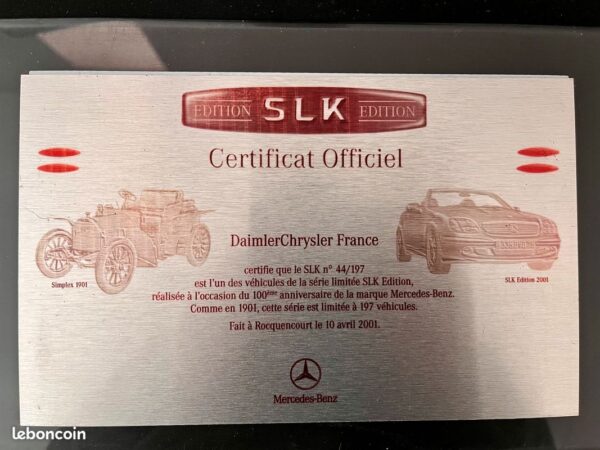 EDITION SLK EDITION
Certificat Officiel
DaimlerChrysler France
certifie que le SLK n° 44/197
est l'un des véhicules de la série limitée SLK Edition,
réalisée à l'occasion du 100ème anniversaire de la marque Mercedes-Benz.
Comme en 1901, cette série est limitée à 197 véhicules.
Fait à Rocquencourt le 10 avril 2001.
Simplex 1901
SLK Edition 2001
Mercedes-Benz
leboncoin